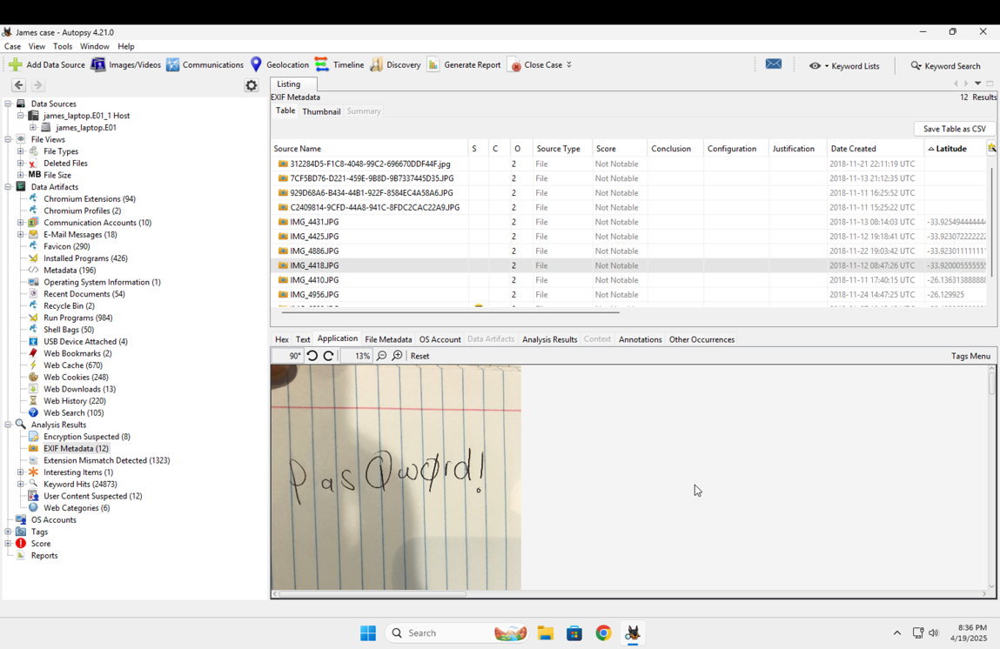 James case - Autopsy 4.21.0
Case View Tools Window Help
Add Data Source Images/Videos Communications Geolocation Timeline Discovery Generate Report Close Case Keyword Lists Keyword Search
Listing
EXIF Metadata 12 Results
Table Thumbnail Summary
Save Table as CSV
Source Name S C O Source Type Score Conclusion Configuration Justification Date Created Latitude
312284D5-F1C8-4048-99C2-696670DDF44F.jpg 2 File Not Notable 2018-11-21 22:11:19 UTC
7CF5BD76-D221-459E-9B8D-9B7337445D35.JPG 2 File Not Notable 2018-11-13 21:12:35 UTC
929D68A6-B434-44B1-922F-8584EC4A58A6.JPG 2 File Not Notable 2018-11-11 16:25:52 UTC
C2409814-9CFD-44A8-941C-8FDC2CAC22A9.JPG 2 File Not Notable 2018-11-11 15:25:22 UTC
IMG_4431.JPG 2 File Not Notable 2018-11-13 08:14:03 UTC -33.92549444444
IMG_4425.JPG 2 File Not Notable 2018-11-12 19:18:41 UTC -33.923072222222
IMG_4886.JPG 2 File Not Notable 2018-11-22 19:03:42 UTC -33.92301111111
IMG_4418.JPG 2 File Not Notable 2018-11-12 08:47:26 UTC -33.920005555555
IMG_4410.JPG 2 File Not Notable 2018-11-11 17:40:15 UTC -26.136313888888
IMG_4956.JPG 2 File Not Notable 2018-11-24 14:47:25 UTC -26.129925
Data Sources
james_laptop.E01_1 Host
james_laptop.E01
File Views
File Types
Deleted Files
MB File Size
Data Artifacts
Chromium Extensions (94)
Chromium Profiles (2)
Communication Accounts (10)
E-Mail Messages (18)
Favicon (290)
Installed Programs (426)
Metadata (196)
Operating System Information (1)
Recent Documents (54)
Recycle Bin (2)
Run Programs (984)
Shell Bags (50)
USB Device Attached (4)
Web Bookmarks (2)
Web Cache (670)
Web Cookies (248)
Web Downloads (13)
Web History (220)
Web Search (105)
Analysis Results
Encryption Suspected (8)
EXIF Metadata (12)
Extension Mismatch Detected (1323)
Interesting Items (1)
Keyword Hits (24873)
User Content Suspected (12)
Web Categories (6)
OS Accounts
Tags
Score
Reports
Hex Text Application File Metadata OS Account Data Artifacts Analysis Results Context Annotations Other Occurrences
90° 13% Reset Tags Menu
pas@wørd!
Search
8:36 PM
4/19/2025